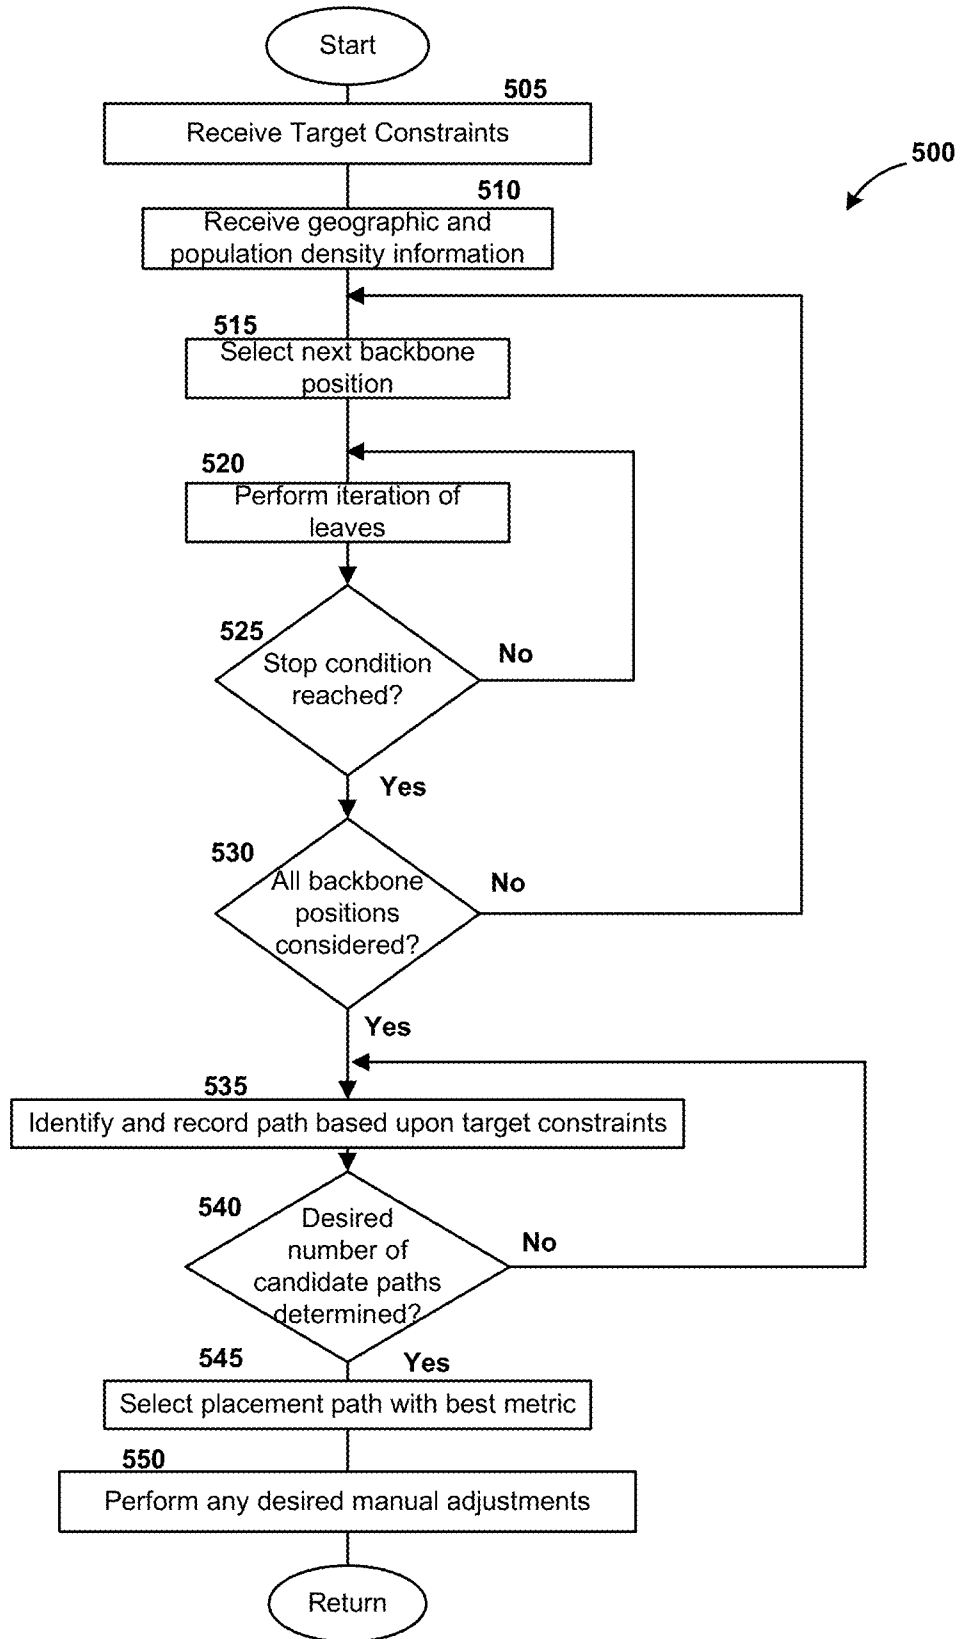 Start
505
Receive Target Constraints
500
510
Receive geographic and
population density information
515
Select next backbone
position
520
Perform iteration of
leaves
525
Stop condition
reached?
No
Yes
530
All backbone
positions
considered?
No
Yes
535
Identify and record path based upon target constraints
540
Desired
number of
candidate paths
determined?
No
Yes
545
Select placement path with best metric
550
Perform any desired manual adjustments
Return